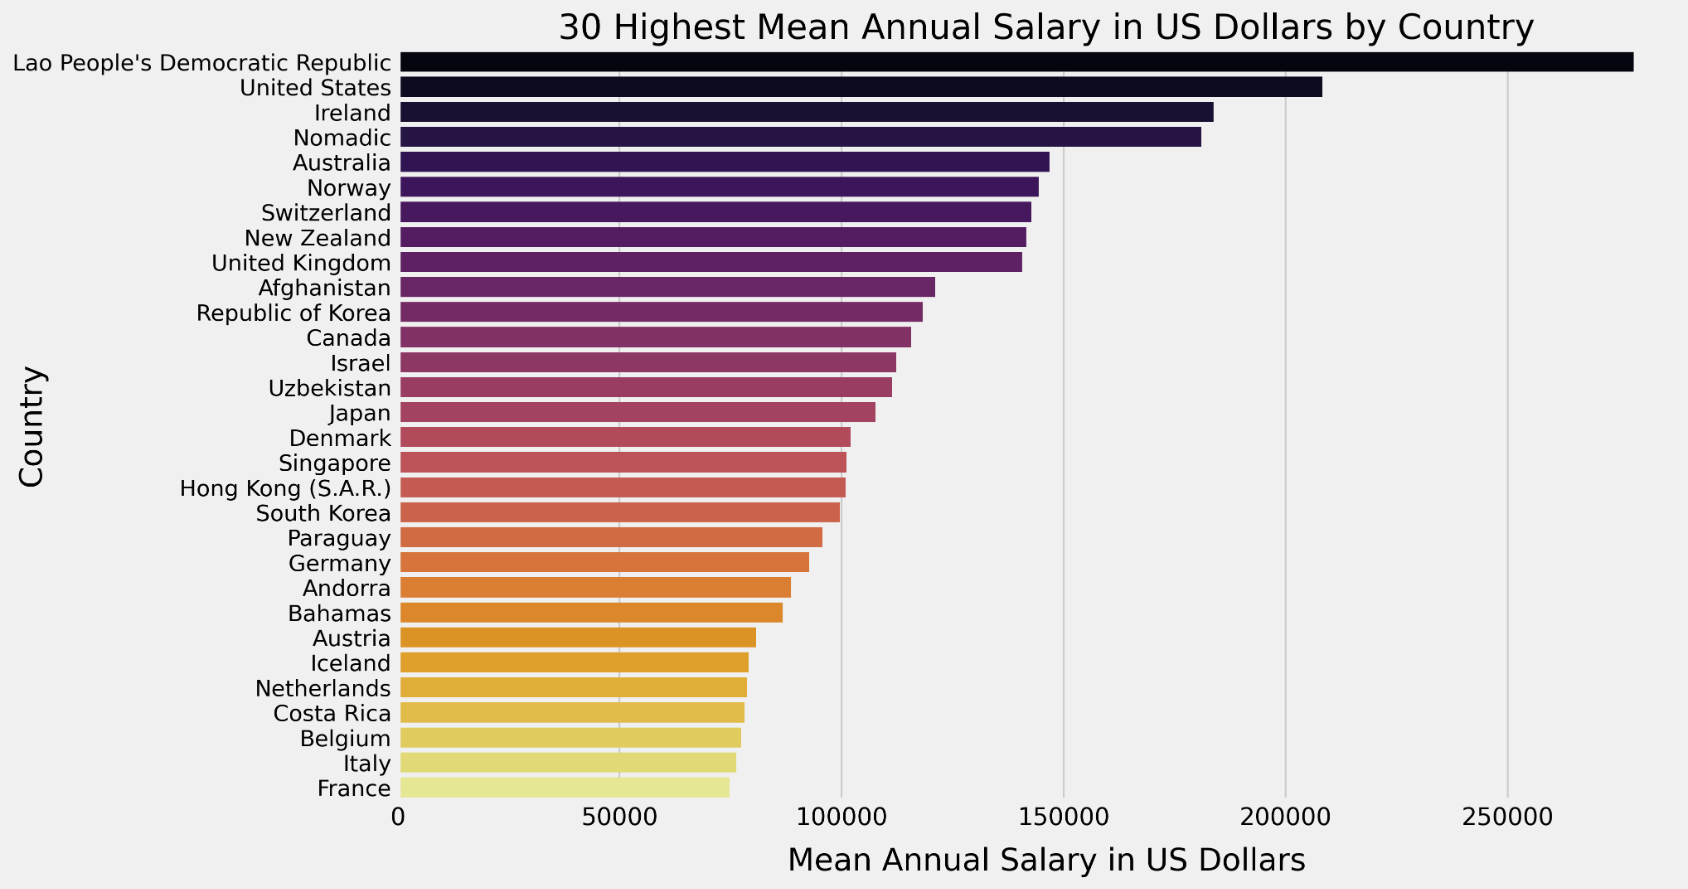 30 Highest Mean Annual Salary in US Dollars by Country
Lao People's Democratic Republic
United States
Ireland
Nomadic
Australia
Norway
Switzerland
New Zealand
United Kingdom
Afghanistan
Republic of Korea
Canada
Israel
Uzbekistan
Japan
Denmark
Singapore
Hong Kong (S.A.R.)
South Korea
Paraguay
Germany
Andorra
Bahamas
Austria
Iceland
Netherlands
Costa Rica
Belgium
Italy
France
Country
0 50000 100000 150000 200000 250000
Mean Annual Salary in US Dollars